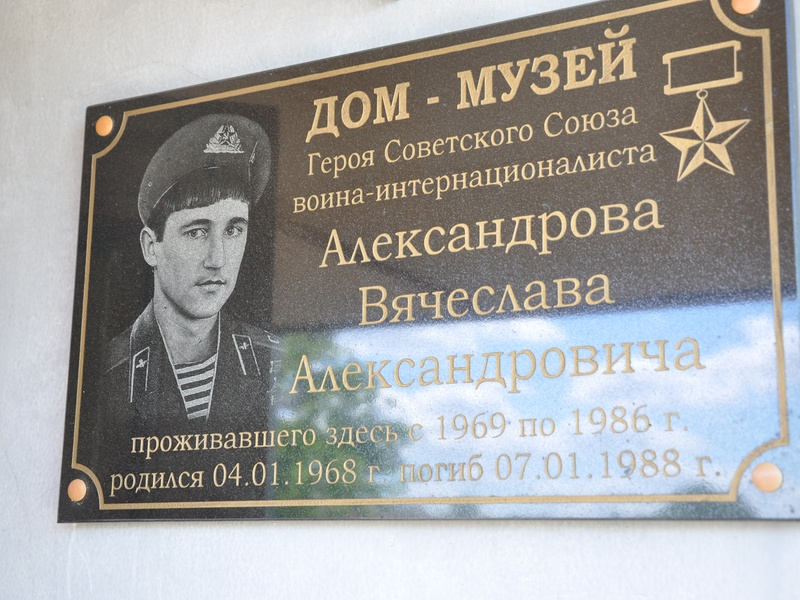 ДОМ - МУЗЕЙ
Героя Советского Союза
воина-интернационалиста
Александрова
Вячеслава
Александровича
проживавшего здесь с 1969 по 1986 г.
родился 04.01.1968 г погиб 07.01.1988 г.